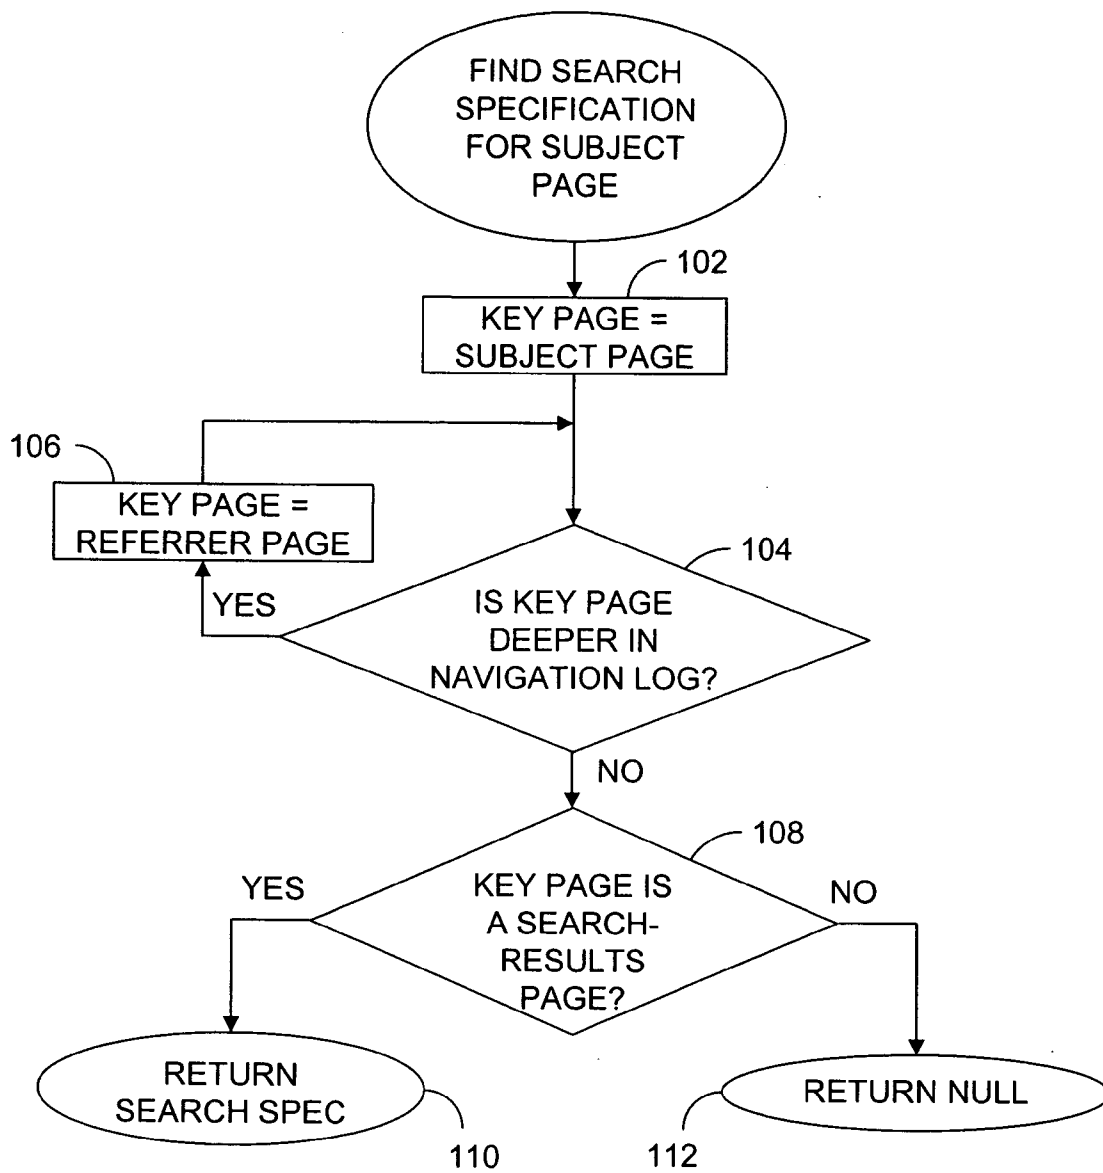 FIND SEARCH
SPECIFICATION
FOR SUBJECT
PAGE
102
KEY PAGE =
SUBJECT PAGE
106
KEY PAGE =
REFERRER PAGE
104
YES
IS KEY PAGE
DEEPER IN
NAVIGATION LOG?
NO
108
YES
NO
KEY PAGE IS
A SEARCH-
RESULTS
PAGE?
RETURN
SEARCH SPEC
RETURN NULL
110
112